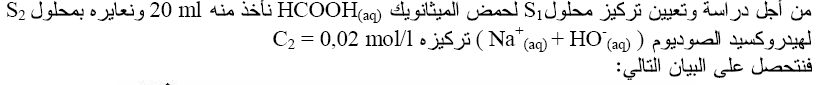 من أجل دراسة وتعيين تركيز محلول S₁ لحمض الميثانويك HCOOH(aq) نأخذ منه 20 ml ونعايره بمحلول S₂
لهيدروكسيد الصوديوم ( Na⁺(aq) + HO⁻(aq) ) تركيزه C₂ = 0,02 mol/l
فنتحصل على البيان التالي: